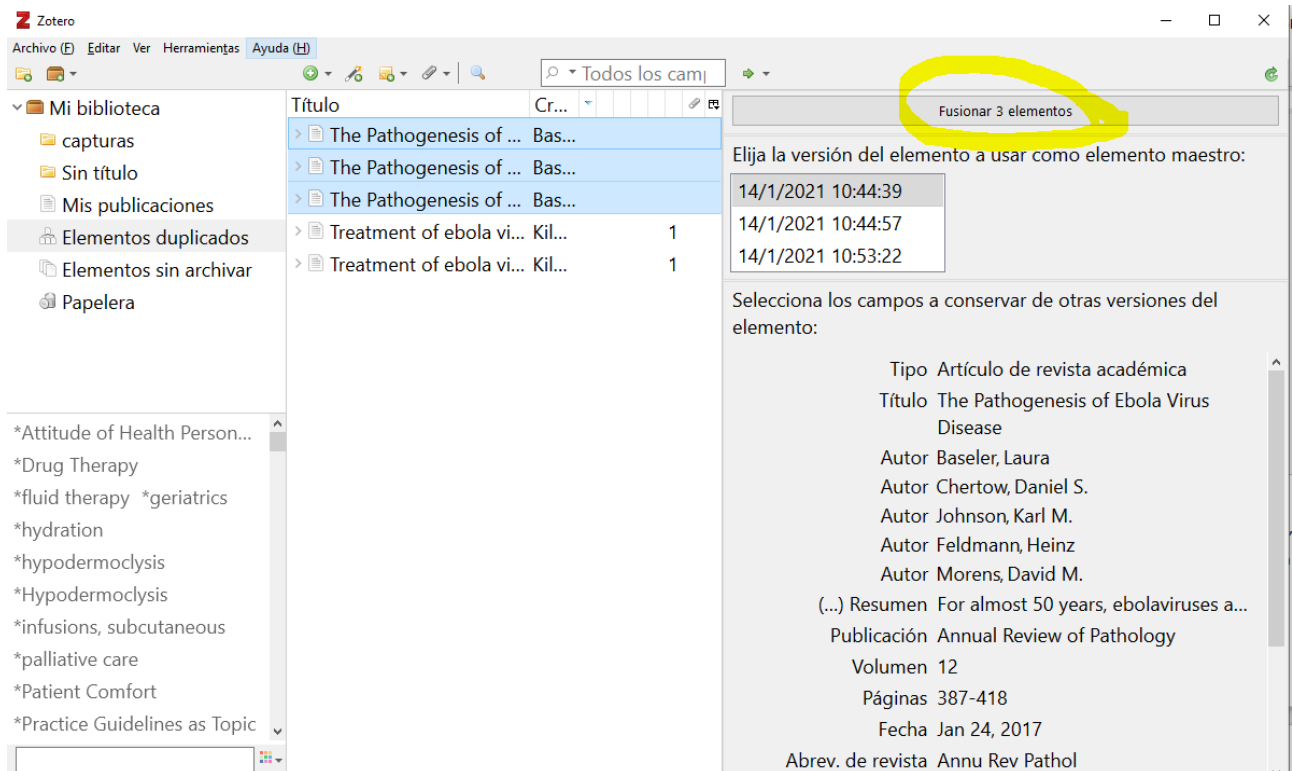 Zotero
Archivo (F) Editar Ver Herramientas Ayuda (H)
Todos los cam
Mi biblioteca
capturas
Sin título
Mis publicaciones
Elementos duplicados
Elementos sin archivar
Papelera
*Attitude of Health Person...
*Drug Therapy
*fluid therapy *geriatrics
*hydration
*hypodermoclysis
*Hypodermoclysis
*infusions, subcutaneous
*palliative care
*Patient Comfort
*Practice Guidelines as Topic
Título Cr...
The Pathogenesis of ... Bas...
The Pathogenesis of ... Bas...
The Pathogenesis of ... Bas...
Treatment of ebola vi... Kil... 1
Treatment of ebola vi... Kil... 1
Fusionar 3 elementos
Elija la versión del elemento a usar como elemento maestro:
14/1/2021 10:44:39
14/1/2021 10:44:57
14/1/2021 10:53:22
Selecciona los campos a conservar de otras versiones del
elemento:
Tipo Artículo de revista académica
Título The Pathogenesis of Ebola Virus
Disease
Autor Baseler, Laura
Autor Chertow, Daniel S.
Autor Johnson, Karl M.
Autor Feldmann, Heinz
Autor Morens, David M.
(...) Resumen For almost 50 years, ebolaviruses a...
Publicación Annual Review of Pathology
Volumen 12
Páginas 387-418
Fecha Jan 24, 2017
Abrev. de revista Annu Rev Pathol